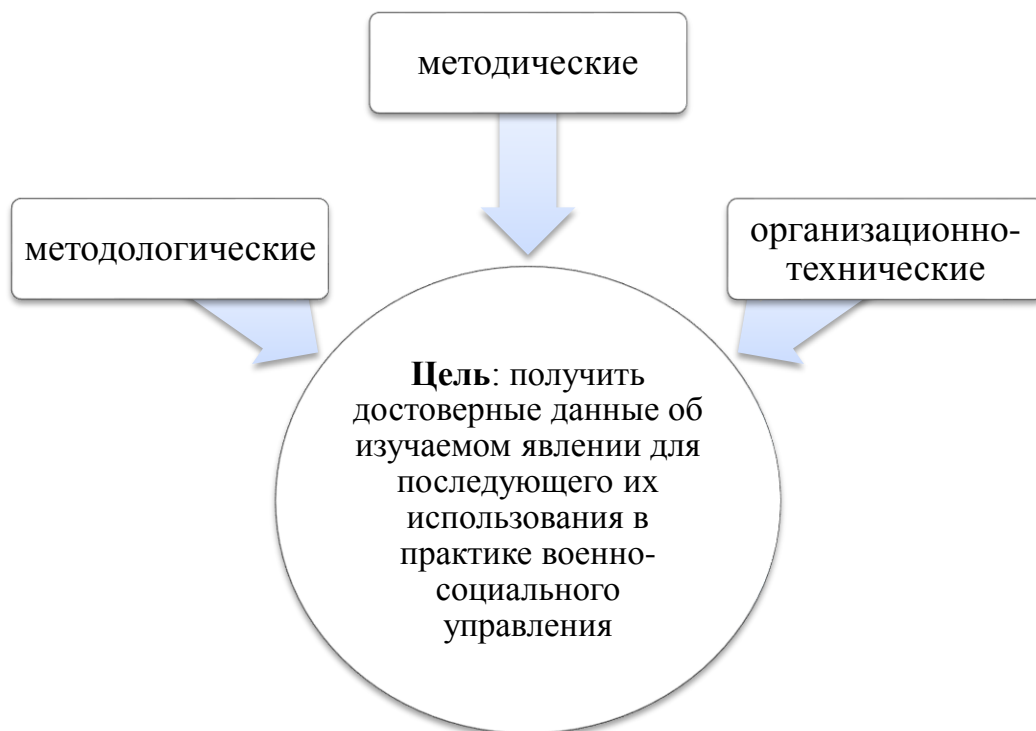 методические
методологические
организационно-
технические
Цель: получить
достоверные данные об
изучаемом явлении для
последующего их
использования в
практике военно-
социального
управления